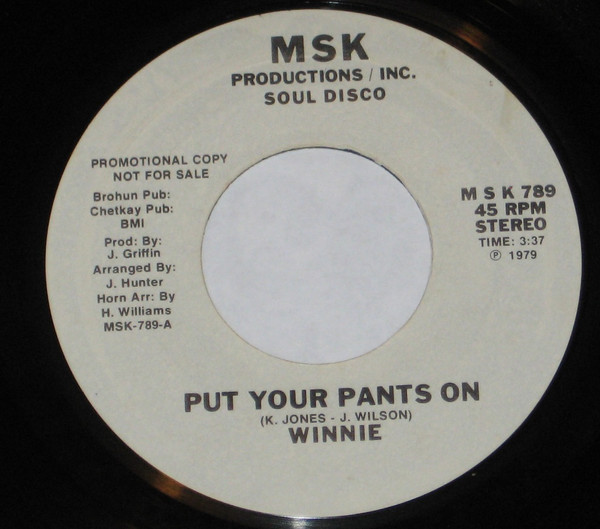 MSK
PRODUCTIONS / INC.
SOUL DISCO
PROMOTIONAL COPY
NOT FOR SALE
Brohun Pub:
Chetkay Pub:
BMI
Prod: By:
J. Griffin
Arranged By:
J. Hunter
Horn Arr: By
H. Williams
MSK-789-A
M S K 789
45 RPM
STEREO
TIME: 3:37
Ⓟ 1979
PUT YOUR PANTS ON
(K. JONES - J. WILSON)
WINNIE